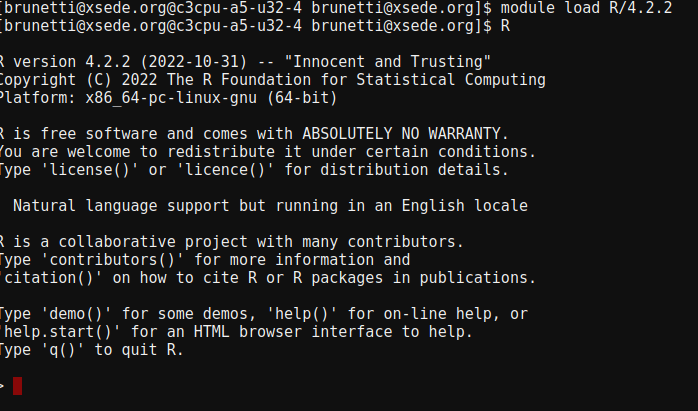 [brunetti@xsede.org@c3cpu-a5-u32-4 brunetti@xsede.org]$ module load R/4.2.2
[brunetti@xsede.org@c3cpu-a5-u32-4 brunetti@xsede.org]$ R
R version 4.2.2 (2022-10-31) -- "Innocent and Trusting"
Copyright (C) 2022 The R Foundation for Statistical Computing
Platform: x86_64-pc-linux-gnu (64-bit)
R is free software and comes with ABSOLUTELY NO WARRANTY.
You are welcome to redistribute it under certain conditions.
Type 'license()' or 'licence()' for distribution details.
Natural language support but running in an English locale
R is a collaborative project with many contributors.
Type 'contributors()' for more information and
'citation()' on how to cite R or R packages in publications.
Type 'demo()' for some demos, 'help()' for on-line help, or
'help.start()' for an HTML browser interface to help.
Type 'q()' to quit R.
>